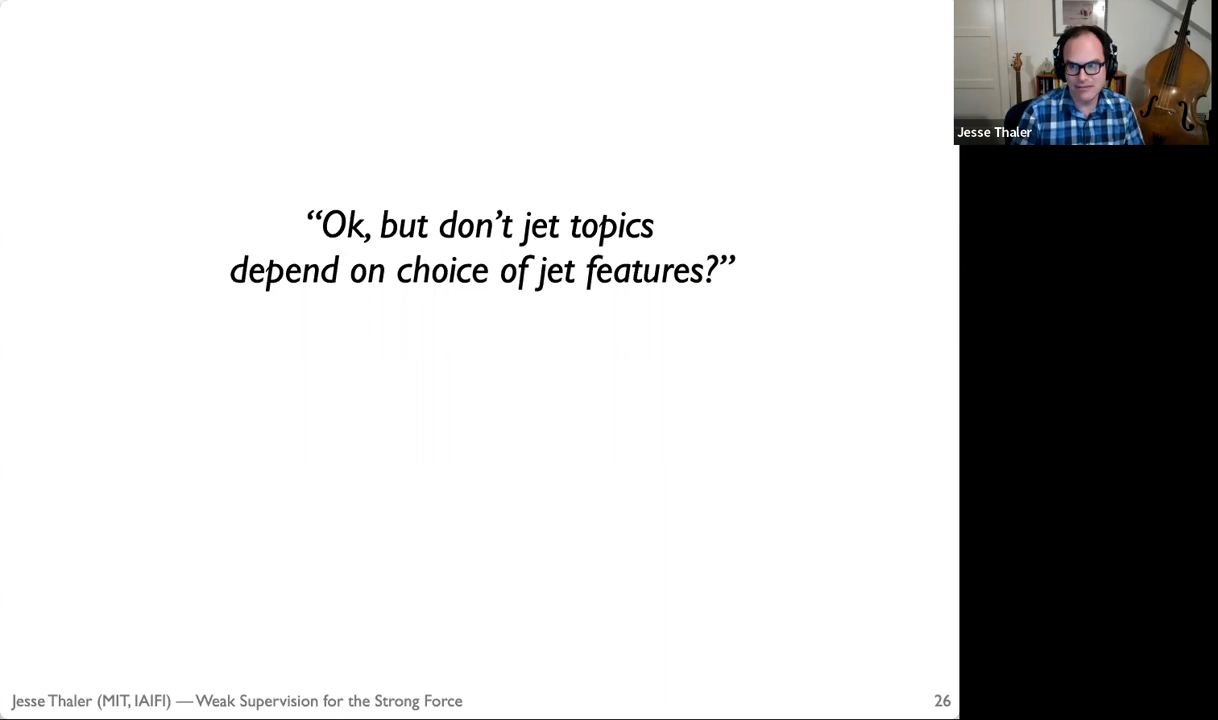 Jesse Thaler
“Ok, but don’t jet topics
depend on choice of jet features?”
Jesse Thaler (MIT, IAIFI) — Weak Supervision for the Strong Force
26